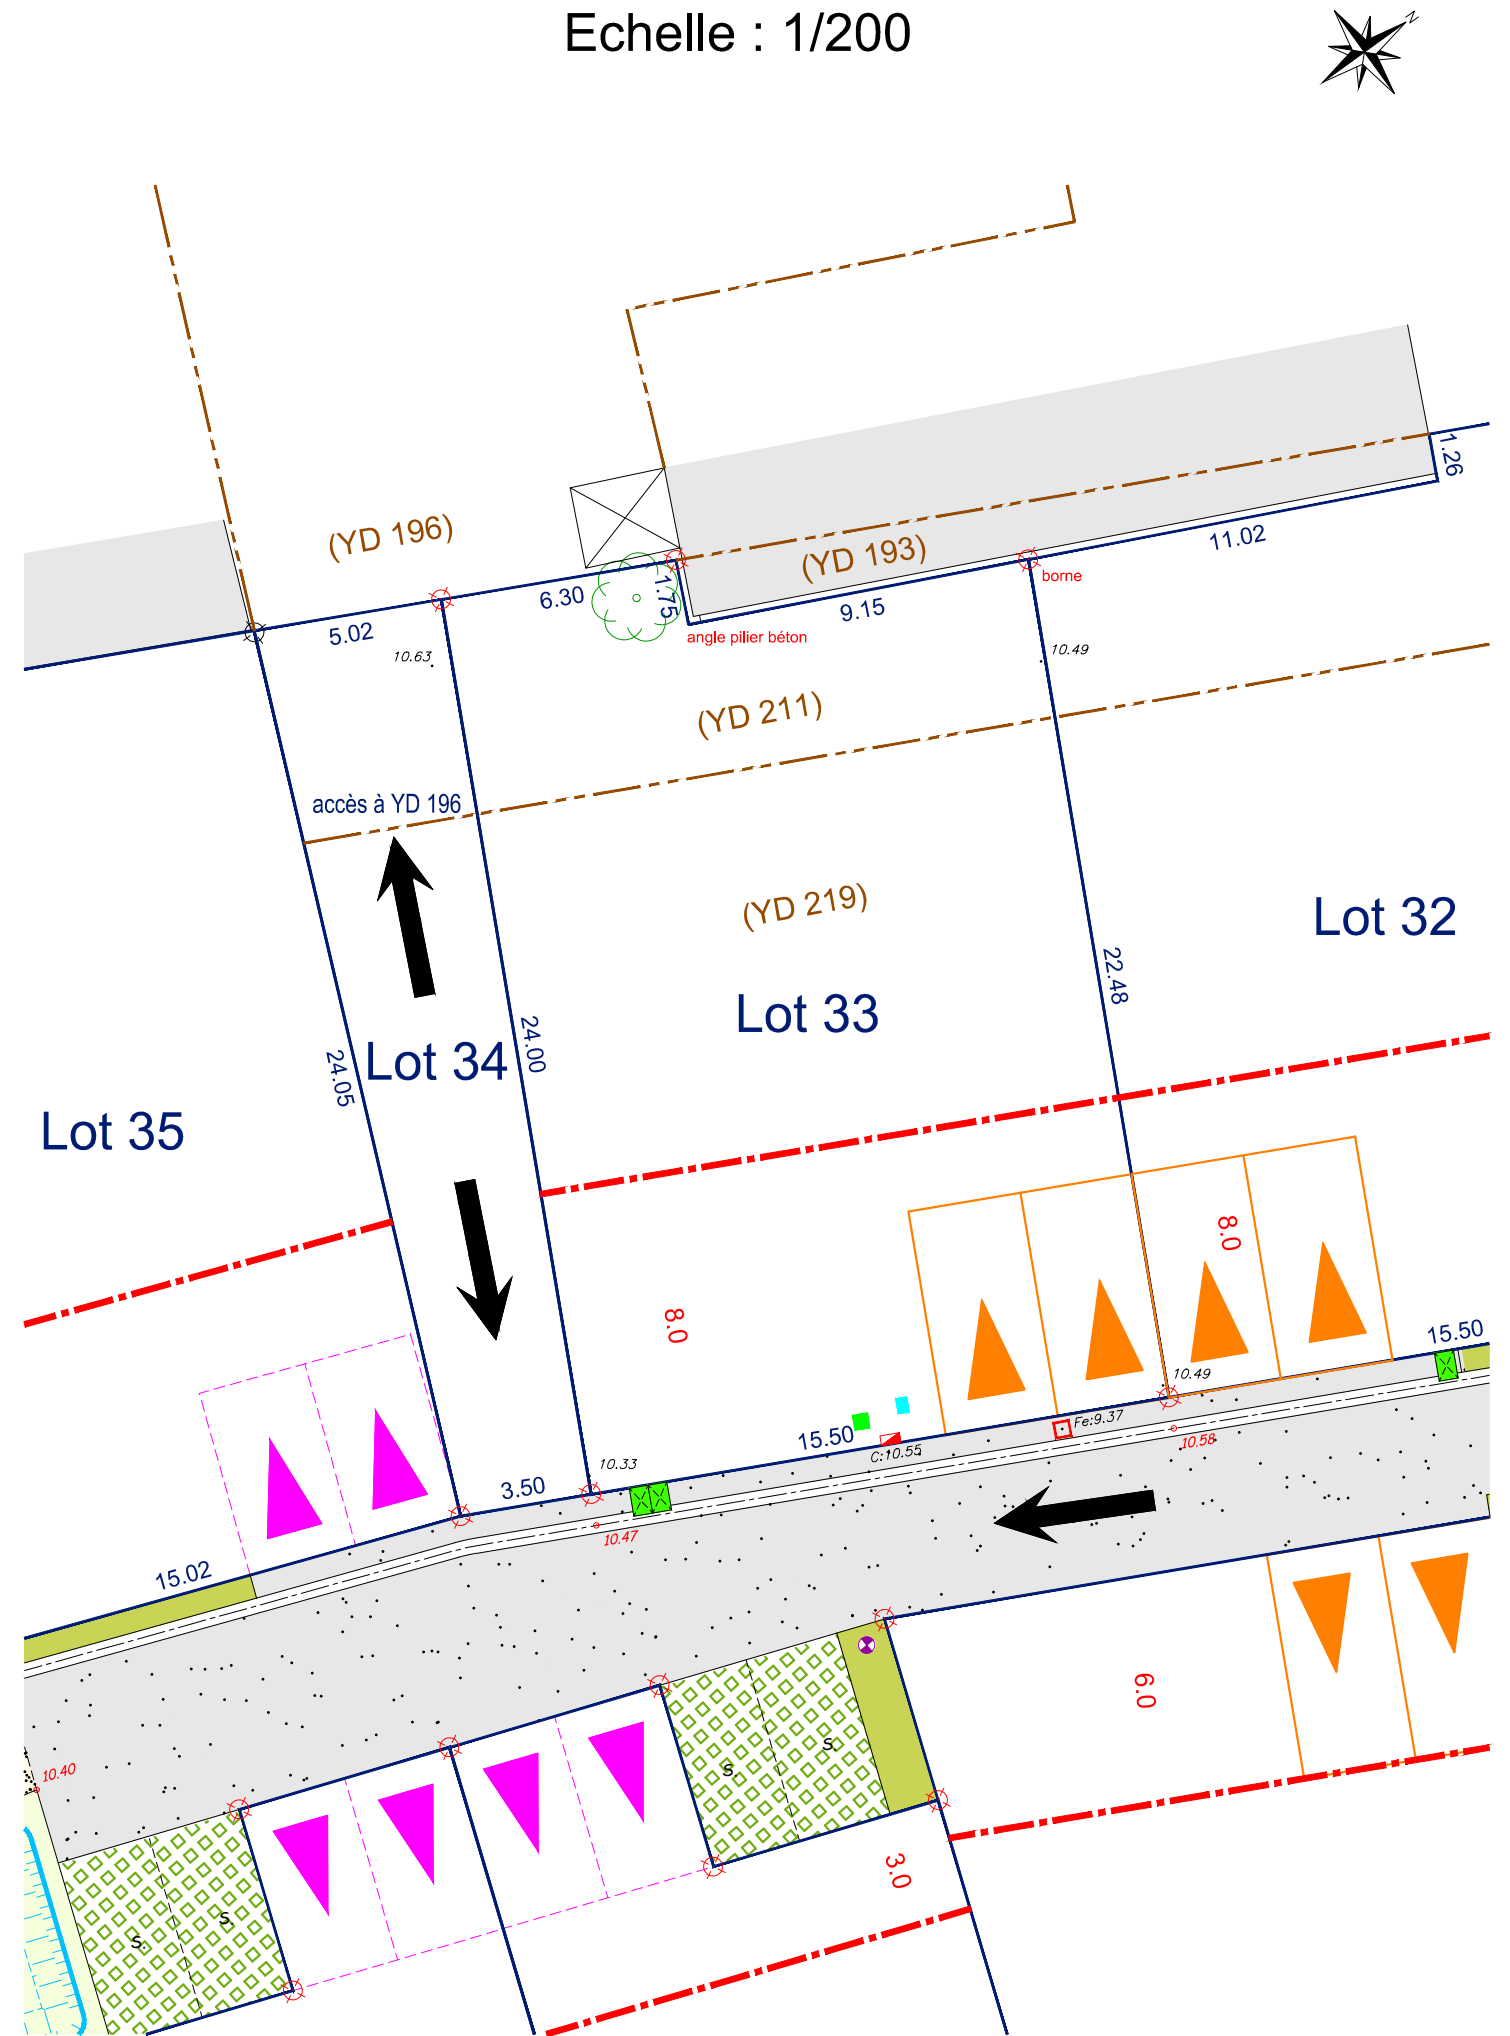 Echelle : 1/200
N
1.26
(YD 196)
11.02
(YD 193)
borne
6.30
1.75
9.15
5.02
angle pilier béton
10.63
10.49
(YD 211)
accès à YD 196
(YD 219)
Lot 32
22.48
Lot 33
24.00
Lot 34
24.05
Lot 35
8.0
8.0
15.50
10.49
Fe:9.37
15.50
10.58
C:10.55
10.33
3.50
10.47
15.02
6.0
S.
S.
10.40
3.0
S.
S.